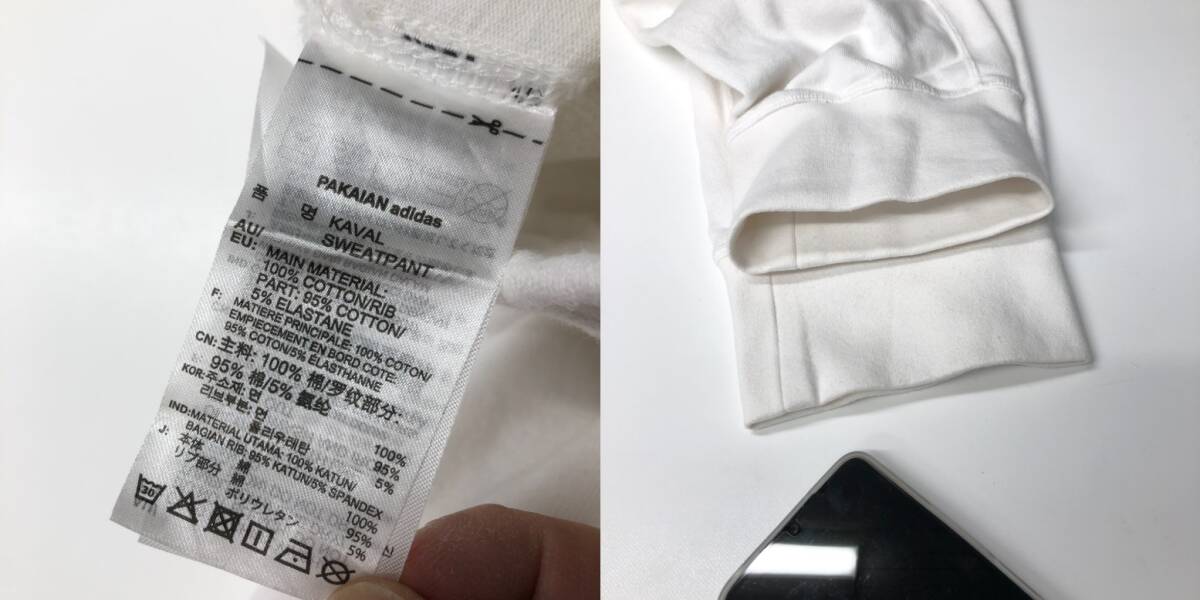 PAKAIAN adidas
품 명 KAVAL
SWEATPANT
AU/
EU: MAIN MATERIAL:
100% COTTON/RIB
PART: 95% COTTON/
5% ELASTANE
F: MATIÈRE PRINCIPALE: 100% COTON/
EMPIECEMENT EN BORD COTE:
95% COTON/5% ÉLASTHANNE
CN: 主料: 100% 棉/罗纹部分:
95% 棉/5% 氨纶
KOR: 주소재: 면 100%
리브부분: 면 95%
폴리우레탄 5%
IND: MATERIAL UTAMA: 100% KATUN/
BAGIAN RIB: 95% KATUN/5% SPANDEX
J: 本体 綿 100%
リブ部分 綿 95%
ポリウレタン 5%
30